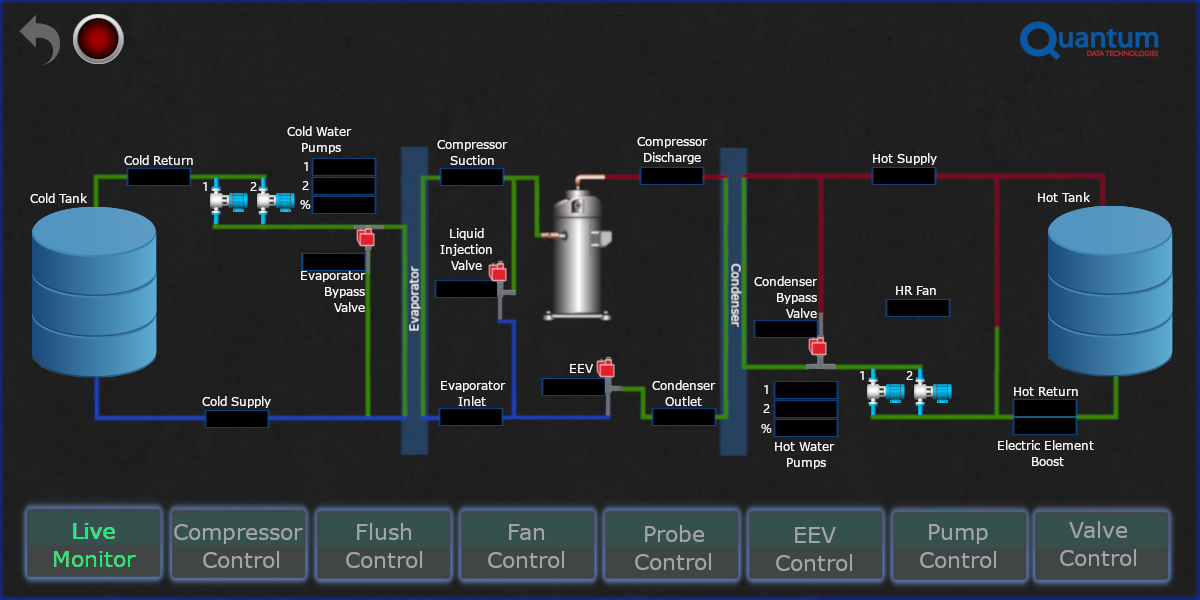 Quantum
DATA TECHNOLOGIES
Cold Water
Pumps
Compressor
Suction
Compressor
Discharge
Cold Return
Hot Supply
1
2
%
1
2
Cold Tank
Hot Tank
Liquid
Injection
Valve
Evaporator
Bypass
Valve
Evaporator
Condenser
Condenser
Bypass
Valve
HR Fan
EEV
1
2
Evaporator
Inlet
Condenser
Outlet
Cold Supply
1
2
%
Hot Water
Pumps
Hot Return
Electric Element
Boost
Live
Monitor
Compressor
Control
Flush
Control
Fan
Control
Probe
Control
EEV
Control
Pump
Control
Valve
Control